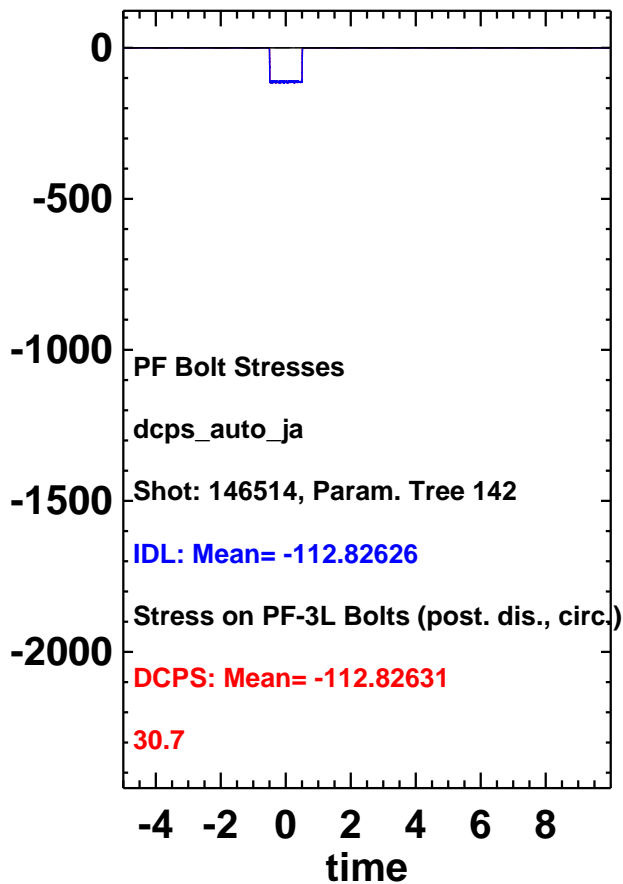 0
-500
-1000
PF Bolt Stresses
dcps_auto_ja
-1500
Shot: 146514, Param. Tree 142
IDL: Mean= -112.82626
Stress on PF-3L Bolts (post. dis., circ.)
-2000
DCPS: Mean= -112.82631
30.7
-4 -2 0 2 4 6 8
time